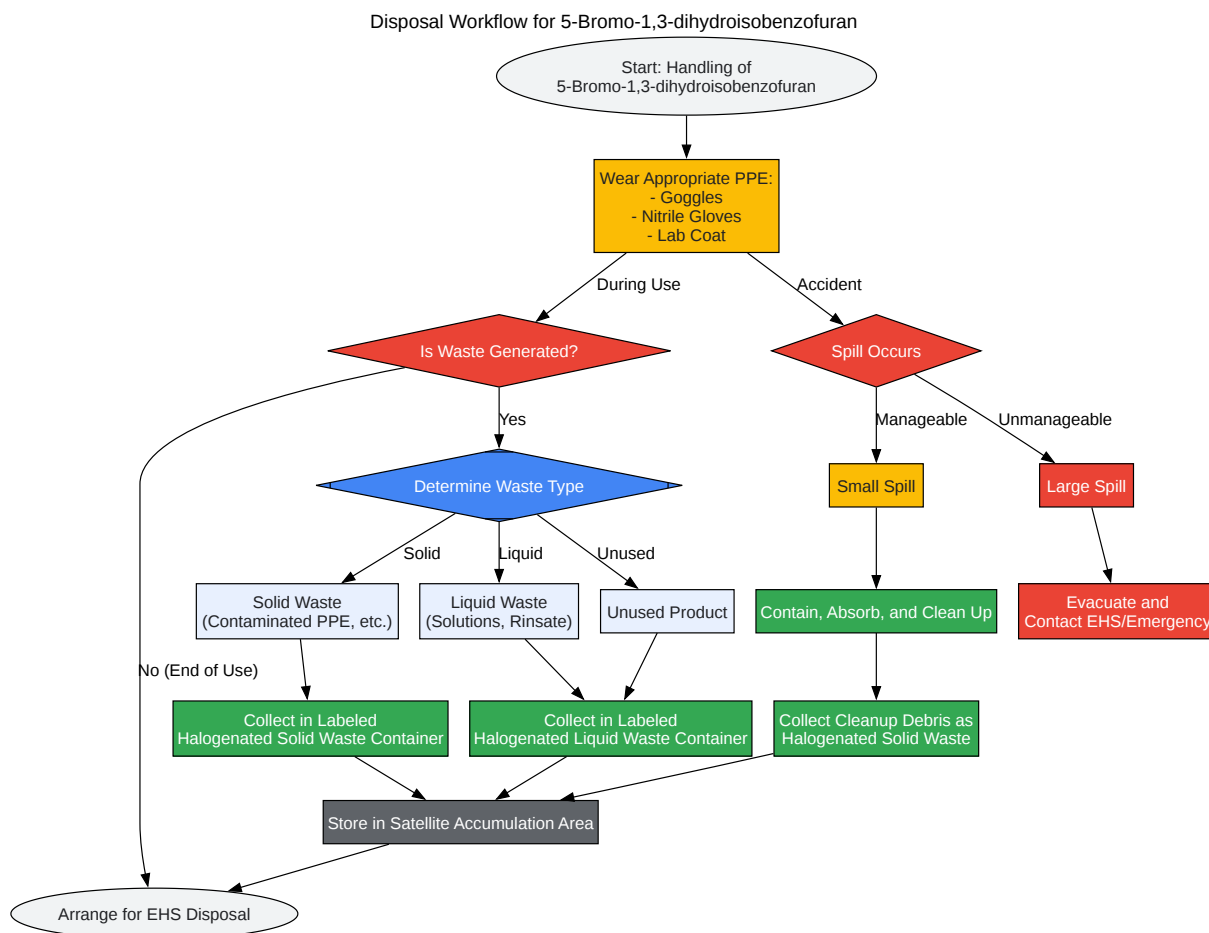 Disposal Workflow for 5-Bromo-1,3-dihydroisobenzofuran
Start: Handling of
5-Bromo-1,3-dihydroisobenzofuran
Wear Appropriate PPE:
- Goggles
- Nitrile Gloves
- Lab Coat
During Use
Accident
Is Waste Generated?
Spill Occurs
Yes
Manageable
Unmanageable
Determine Waste Type
Small Spill
Large Spill
Solid
Liquid
Unused
Solid Waste
(Contaminated PPE, etc.)
Liquid Waste
(Solutions, Rinsate)
Unused Product
Contain, Absorb, and Clean Up
Evacuate and
Contact EHS/Emergency
No (End of Use)
Collect in Labeled
Halogenated Solid Waste Container
Collect in Labeled
Halogenated Liquid Waste Container
Collect Cleanup Debris as
Halogenated Solid Waste
Store in Satellite Accumulation Area
Arrange for EHS Disposal